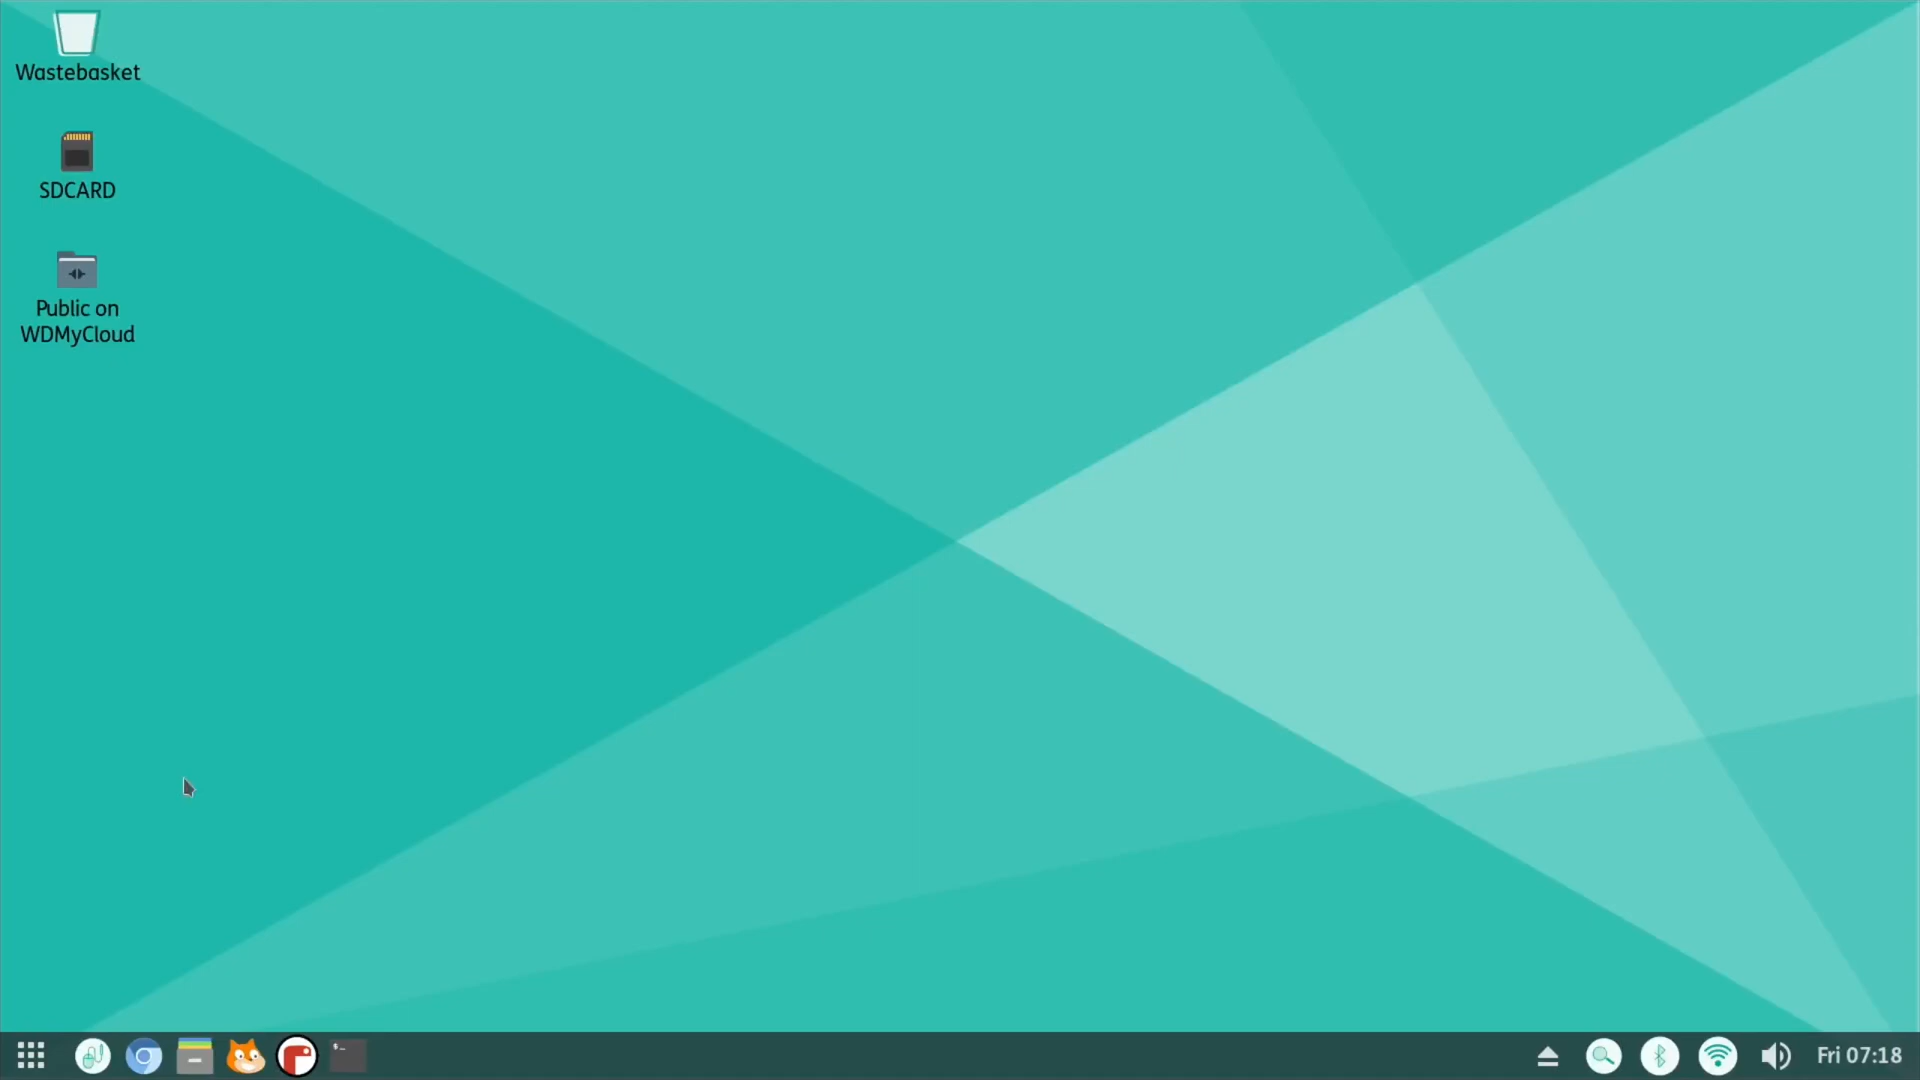 Wastebasket
SDCARD
Public on
WDMyCloud
$_
Fri 07:18